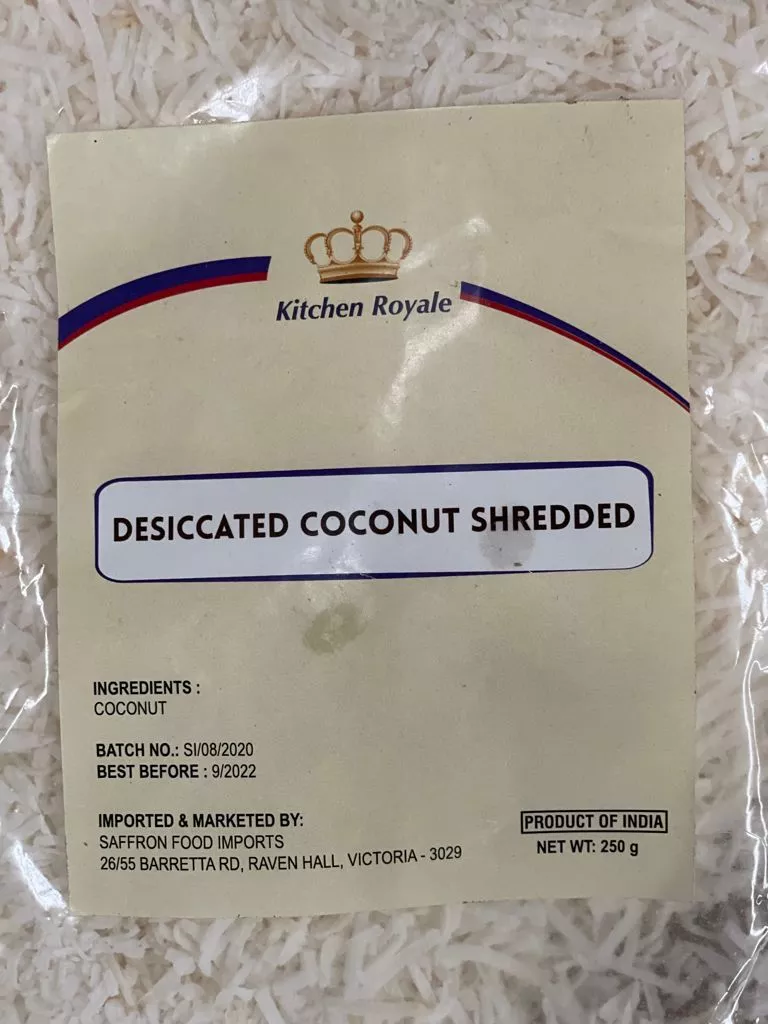 Kitchen Royale
DESICCATED COCONUT SHREDDED
INGREDIENTS :
COCONUT
BATCH NO.: SI/08/2020
BEST BEFORE : 9/2022
IMPORTED & MARKETED BY:
SAFFRON FOOD IMPORTS
26/55 BARRETTA RD, RAVEN HALL, VICTORIA - 3029
PRODUCT OF INDIA
NET WT: 250 g